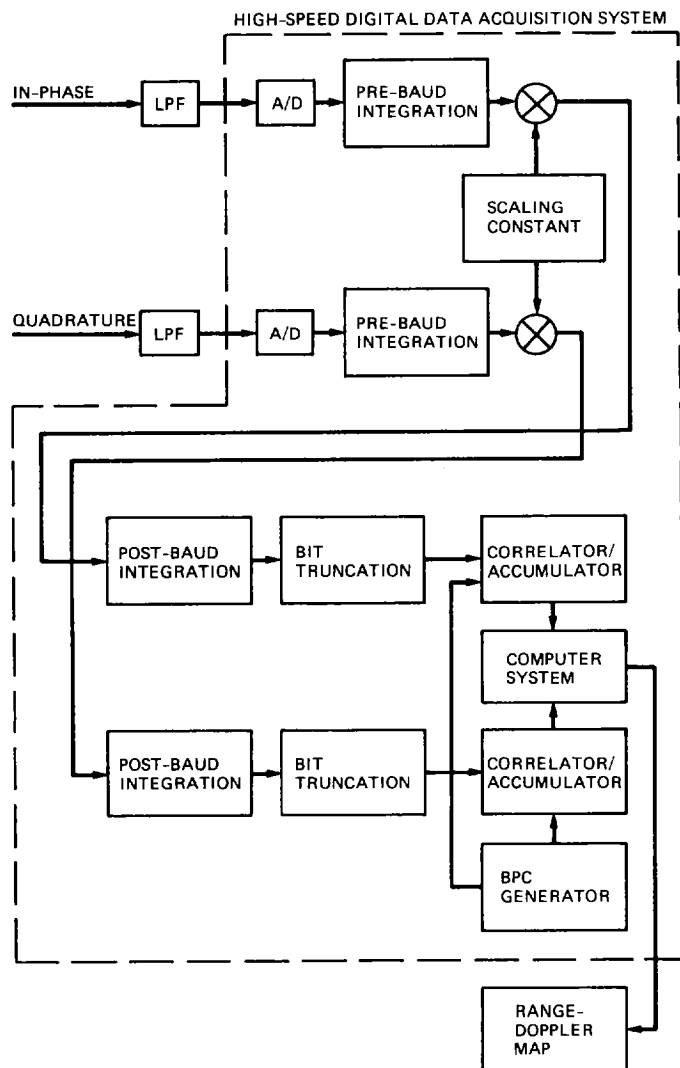 HIGH-SPEED DIGITAL DATA ACQUISITION SYSTEM
IN-PHASE
LPF
A/D
PRE-BAUD
INTEGRATION
SCALING
CONSTANT
QUADRATURE
LPF
A/D
PRE-BAUD
INTEGRATION
POST-BAUD
INTEGRATION
BIT
TRUNCATION
CORRELATOR/
ACCUMULATOR
COMPUTER
SYSTEM
POST-BAUD
INTEGRATION
BIT
TRUNCATION
CORRELATOR/
ACCUMULATOR
BPC
GENERATOR
RANGE-
DOPPLER
MAP